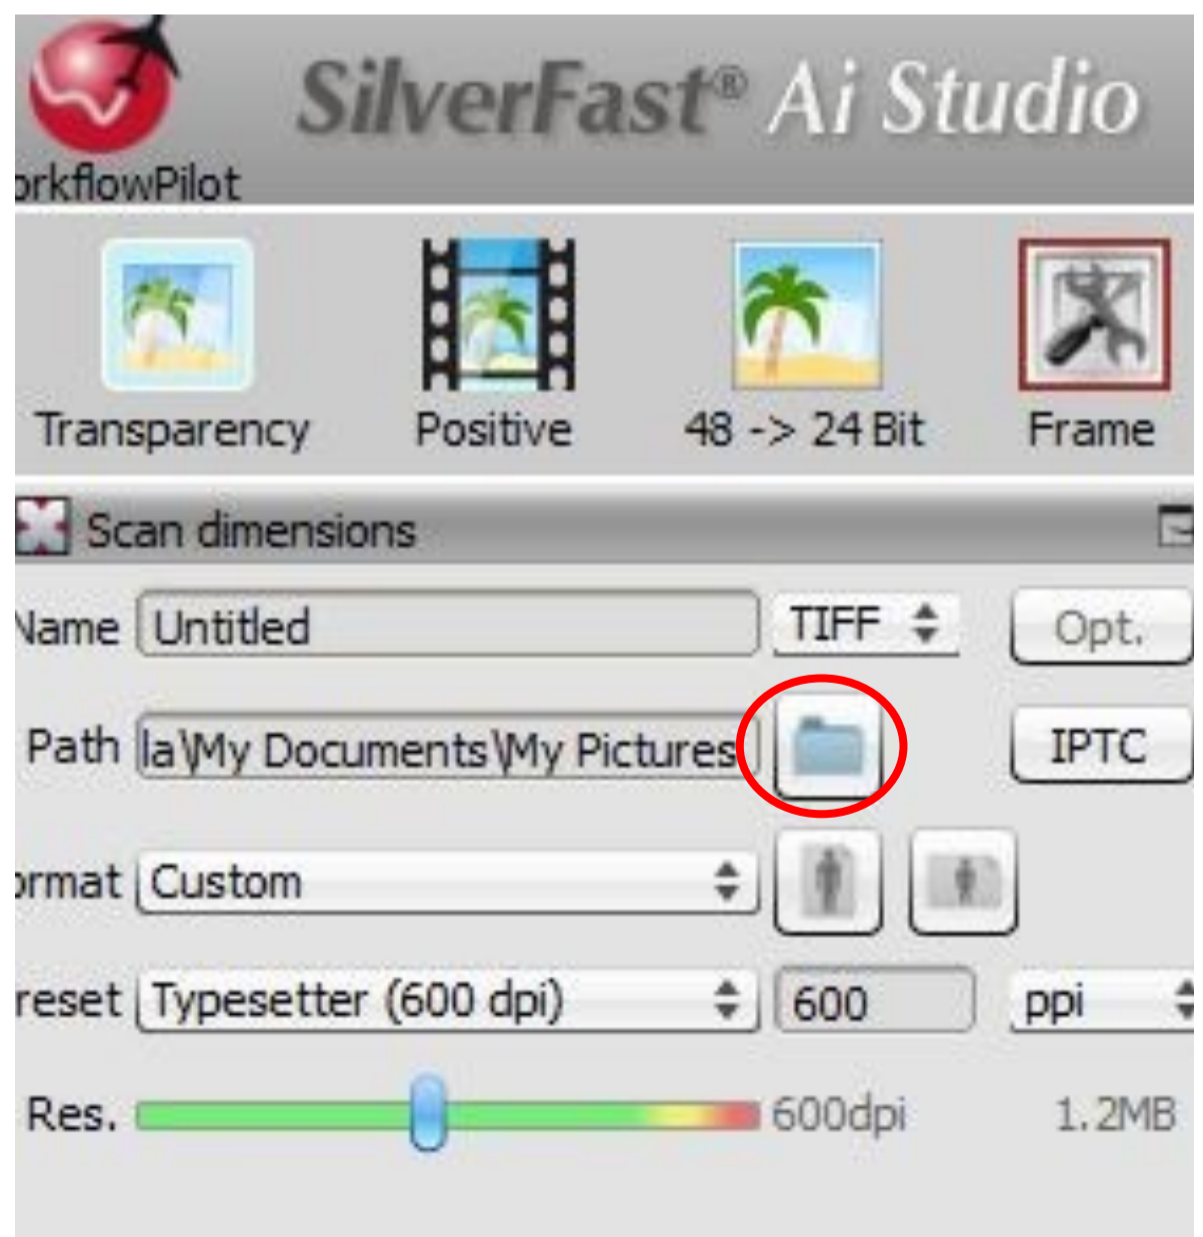 SilverFast® Ai Studio
orkflowPilot
Transparency Positive 48 -> 24 Bit Frame
Scan dimensions
Name Untitled TIFF Opt.
Path la\My Documents\My Pictures IPTC
ormat Custom
reset Typesetter (600 dpi) 600 ppi
Res. 600dpi 1.2MB